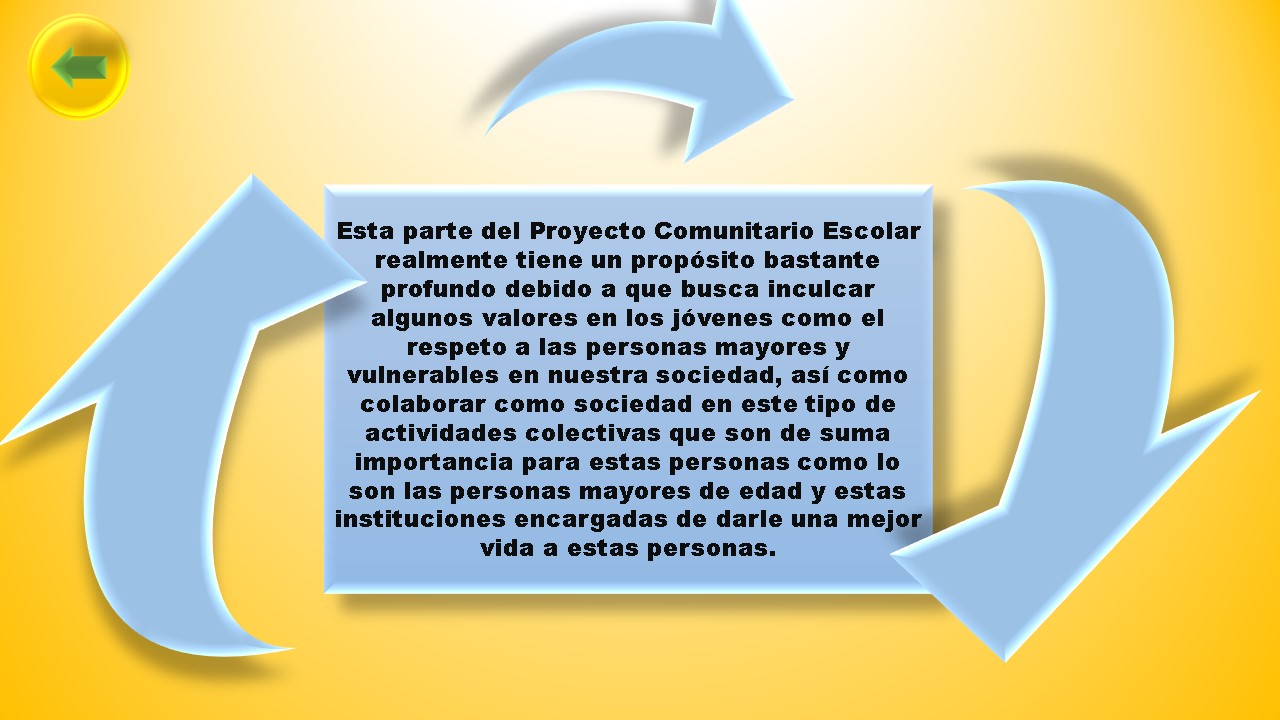 Esta parte del Proyecto Comunitario Escolar
realmente tiene un propósito bastante
profundo debido a que busca inculcar
algunos valores en los jóvenes como el
respeto a las personas mayores y
vulnerables en nuestra sociedad, así como
colaborar como sociedad en este tipo de
actividades colectivas que son de suma
importancia para estas personas como lo
son las personas mayores de edad y estas
instituciones encargadas de darle una mejor
vida a estas personas.